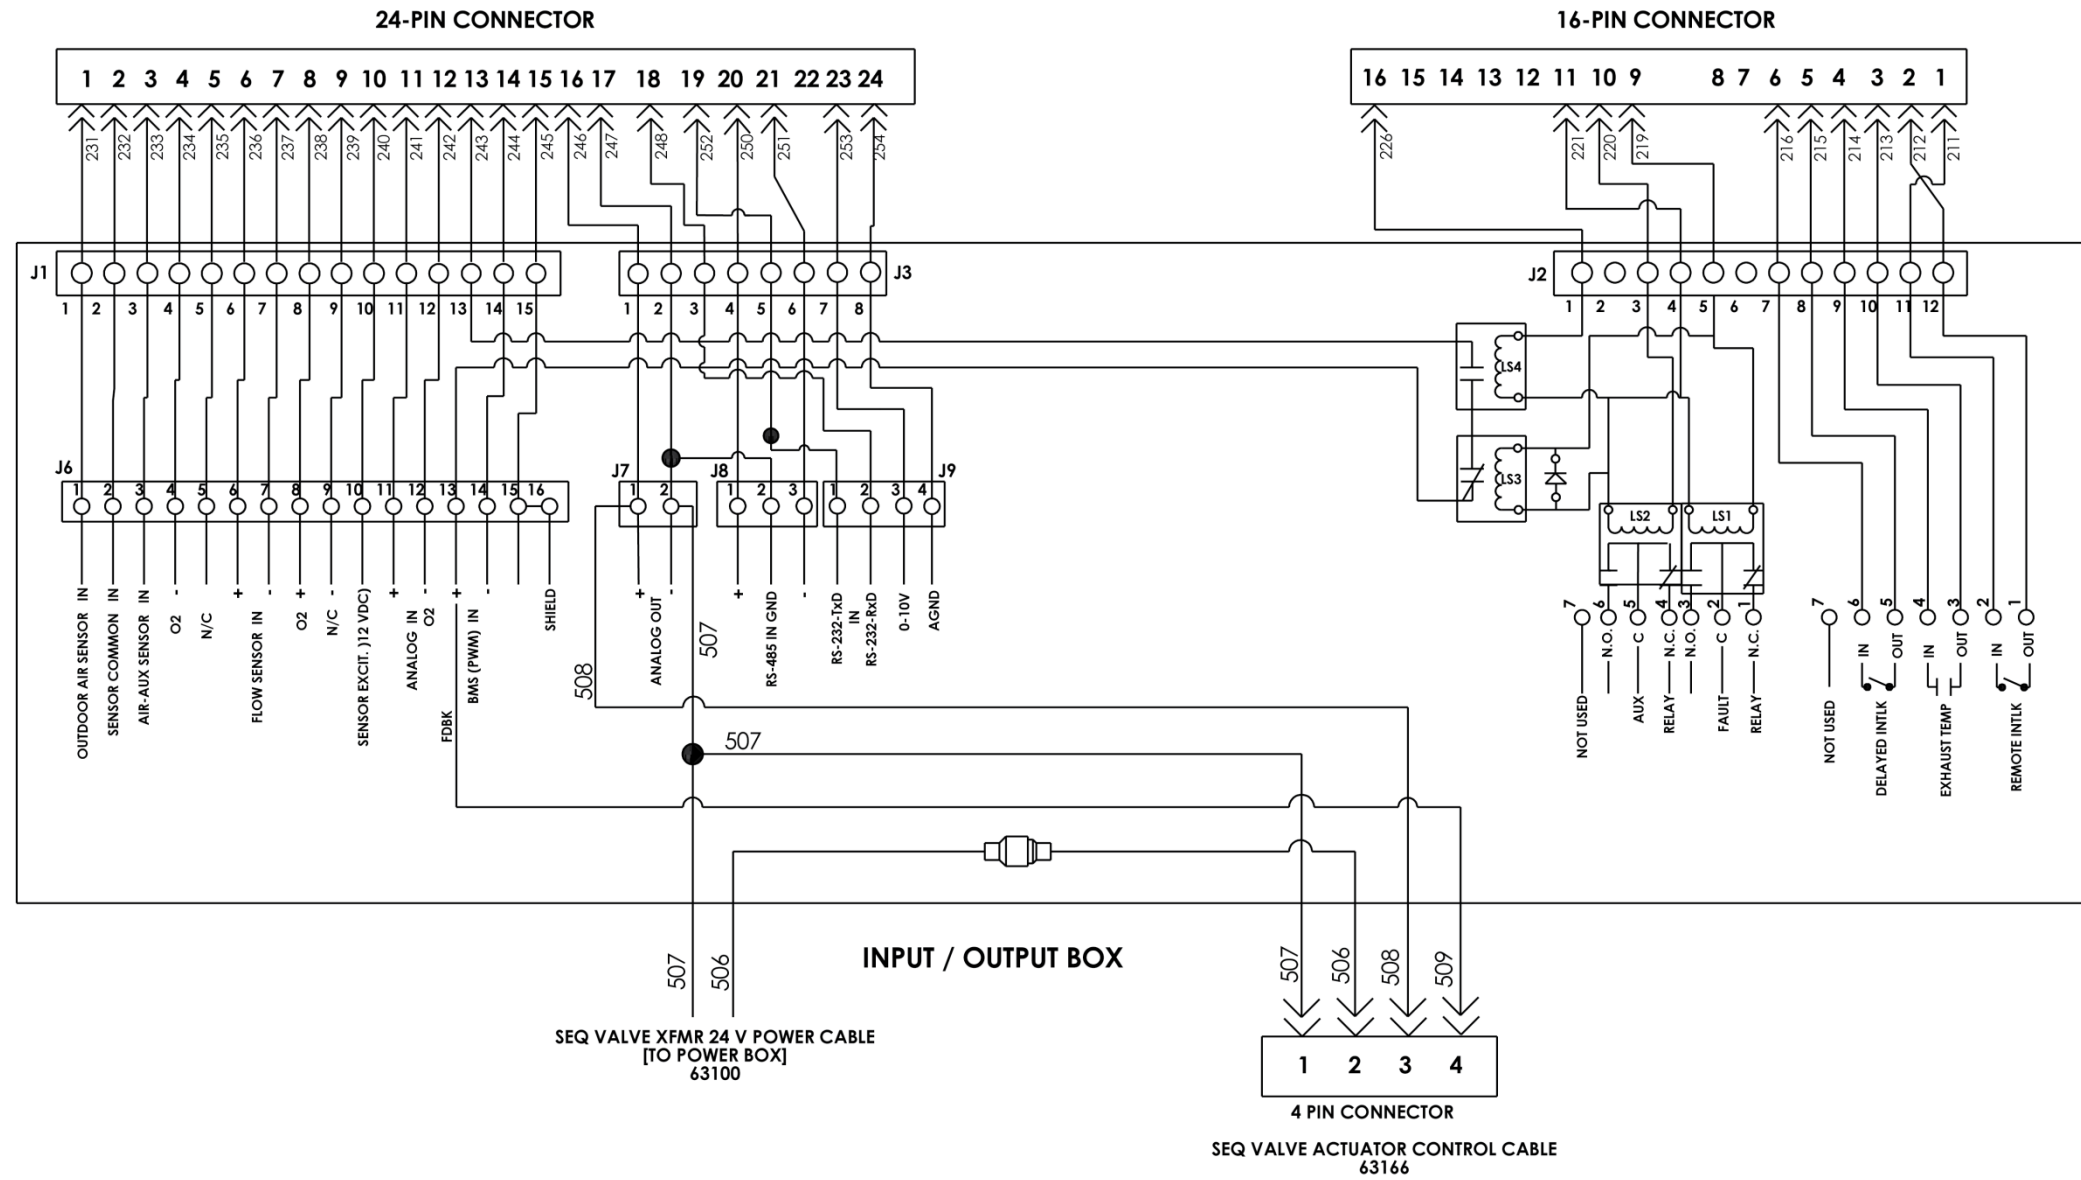 24-PIN CONNECTOR 16-PIN CONNECTOR
1 2 3 4 5 6 7 8 9 10 11 12 13 14 15 16 17 18 19 20 21 22 23 24
16 15 14 13 12 11 10 9 8 7 6 5 4 3 2 1
231 232 233 234 235 236 237 238 239 240 241 242 243 244 245 246 247 248 252 250 251 253 254
226 221 220 219 216 215 214 213 212 211
J1
1 2 3 4 5 6 7 8 9 10 11 12 13 14 15
J3
1 2 3 4 5 6 7 8
J2
1 2 3 4 5 6 7 8 9 10 11 12
LS4
LS3
LS2 LS1
J6
1 2 3 4 5 6 7 8 9 10 11 12 13 14 15 16
J7
1 2
J8
1 2 3
J9
1 2 3 4
OUTDOOR AIR SENSOR IN
SENSOR COMMON IN
AIR-AUX SENSOR IN
O2 -
N/C
+
FLOW SENSOR IN -
O2 +
N/C -
SENSOR EXCIT. )12 VDC)
+
ANALOG IN
O2 -
+
FDBK
BMS (PWM) IN -
SHIELD
+
ANALOG OUT
-
508
507
+
RS-485 IN GND
-
RS-232-TxD
IN
RS-232-RxD
0-10V
AGND
7 6 5 4 3 2 1
NOT USED
N.O.
AUX C
RELAY N.C.
N.O.
FAULT C
RELAY N.C.
7 6 5 4 3 2 1
NOT USED
IN OUT
DELAYED INTLK
IN OUT
EXHAUST TEMP
IN OUT
REMOTE INTLK
507
INPUT / OUTPUT BOX
507 506
507 506 508 509
SEQ VALVE XFMR 24 V POWER CABLE
[TO POWER BOX]
63100
1 2 3 4
4 PIN CONNECTOR
SEQ VALVE ACTUATOR CONTROL CABLE
63166